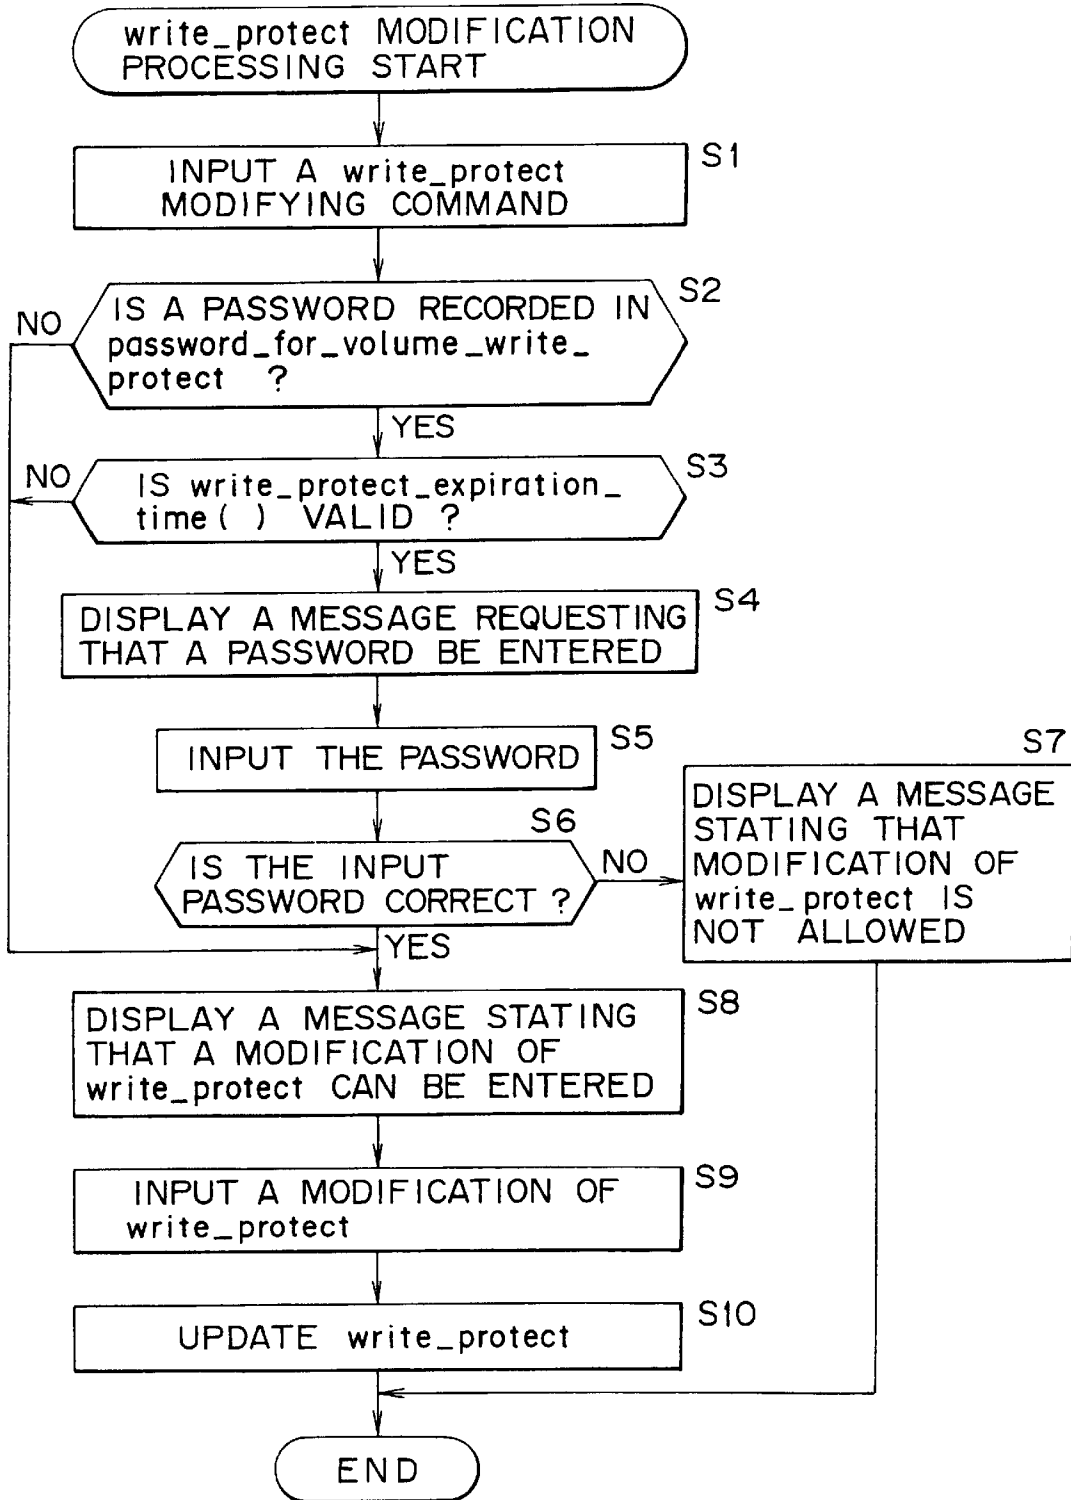 write_protect MODIFICATION
PROCESSING START
S1
INPUT A write_protect
MODIFYING COMMAND
S2
IS A PASSWORD RECORDED IN
password_for_volume_write_
protect ?
NO
YES
S3
IS write_protect_expiration_
time( ) VALID ?
NO
YES
S4
DISPLAY A MESSAGE REQUESTING
THAT A PASSWORD BE ENTERED
S5
INPUT THE PASSWORD
S6
IS THE INPUT
PASSWORD CORRECT ?
NO
YES
S7
DISPLAY A MESSAGE
STATING THAT
MODIFICATION OF
write_protect IS
NOT ALLOWED
S8
DISPLAY A MESSAGE STATING
THAT A MODIFICATION OF
write_protect CAN BE ENTERED
S9
INPUT A MODIFICATION OF
write_protect
S10
UPDATE write_protect
END